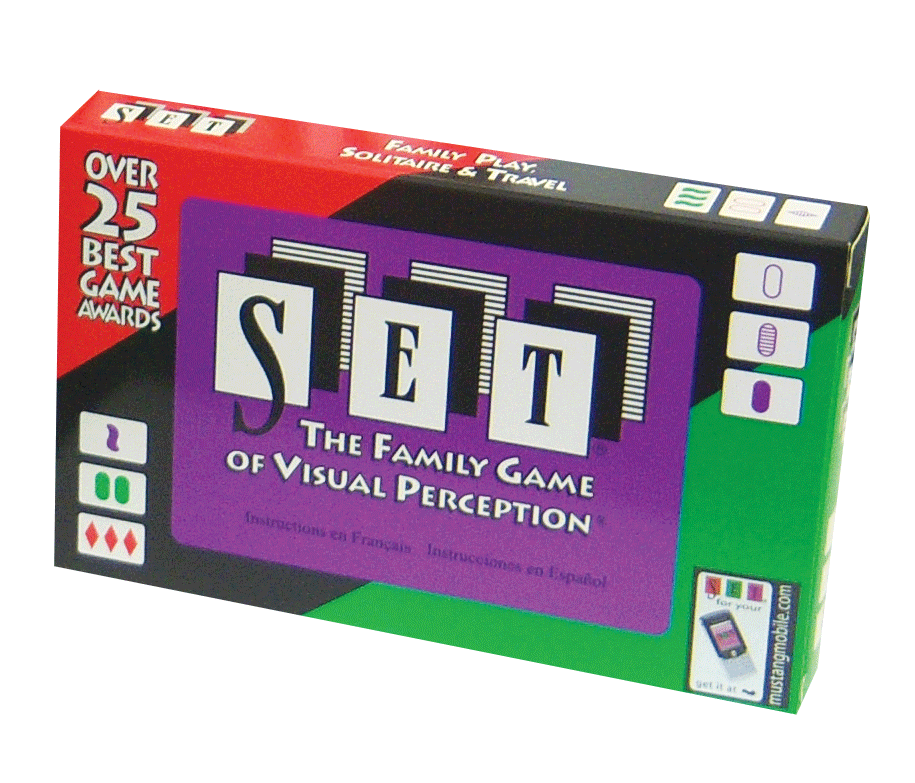 SET
FAMILY PLAY,
SOLITAIRE & TRAVEL
OVER
25
BEST
GAME
AWARDS
SET®
THE FAMILY GAME
OF VISUAL PERCEPTION®
Instructions en Français Instrucciones en Español
SET
for your
get it at
mustangmobile.com